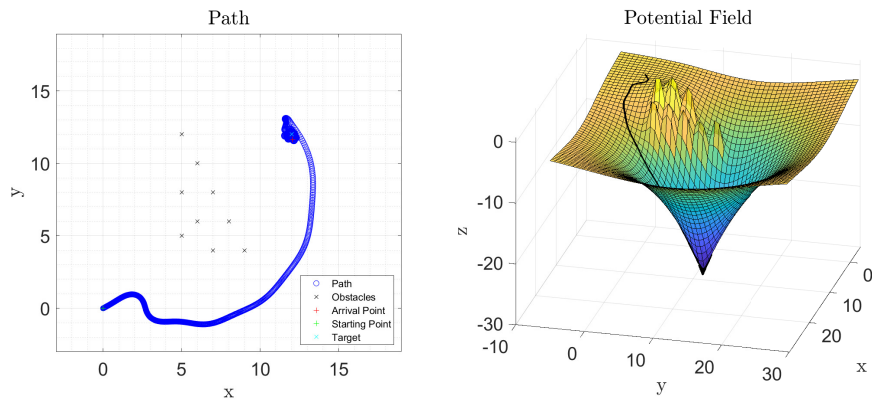 Path
15
10
5
0
0
5
10
15
x
y
Path
Obstacles
Arrival Point
Starting Point
Target
Potential Field
0
-10
-20
-30
z
-10
0
10
20
30
y
0
10
20
x